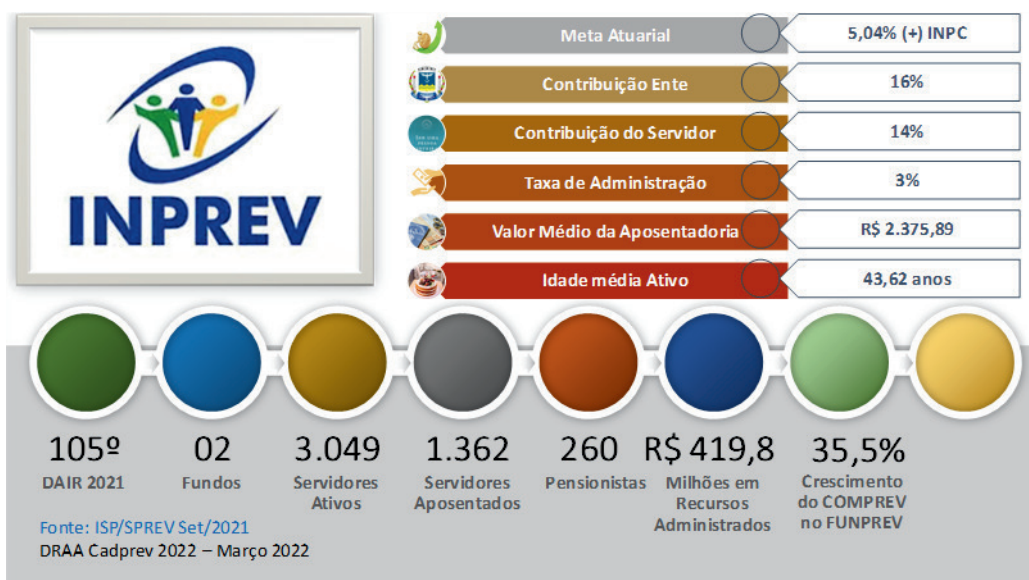 INPREV
Meta Atuarial
5,04% (+) INPC
Contribuição Ente
16%
Contribuição do Servidor
14%
Taxa de Administração
3%
Valor Médio da Aposentadoria
R$ 2.375,89
Idade média Ativo
43,62 anos
105º
DAIR 2021
02
Fundos
3.049
Servidores
Ativos
1.362
Servidores
Aposentados
260
Pensionistas
R$ 419,8
Milhões em
Recursos
Administrados
35,5%
Crescimento
do COMPREV
no FUNPREV
Fonte: ISP/SPREV Set/2021
DRAA Cadprev 2022 – Março 2022